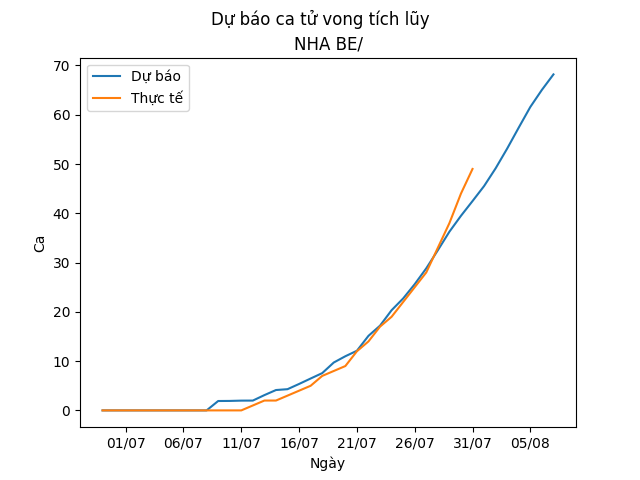 Dự báo ca tử vong tích lũy
NHA BE/
Dự báo
Thực tế
Ca
70
60
50
40
30
20
10
0
01/07 06/07 11/07 16/07 21/07 26/07 31/07 05/08
Ngày